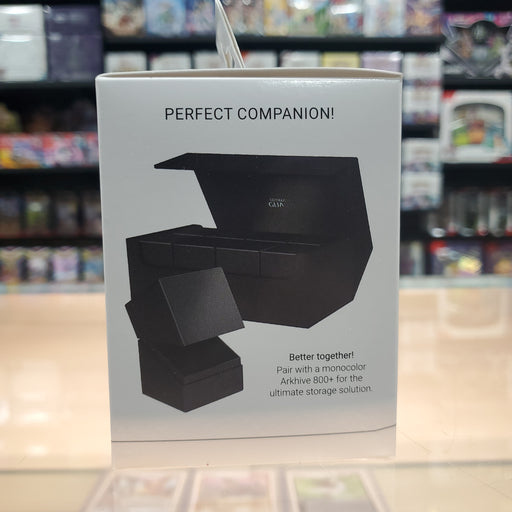 PERFECT COMPANION!
Better together!
Pair with a monocolor
Arkhive 800+ for the
ultimate storage solution.